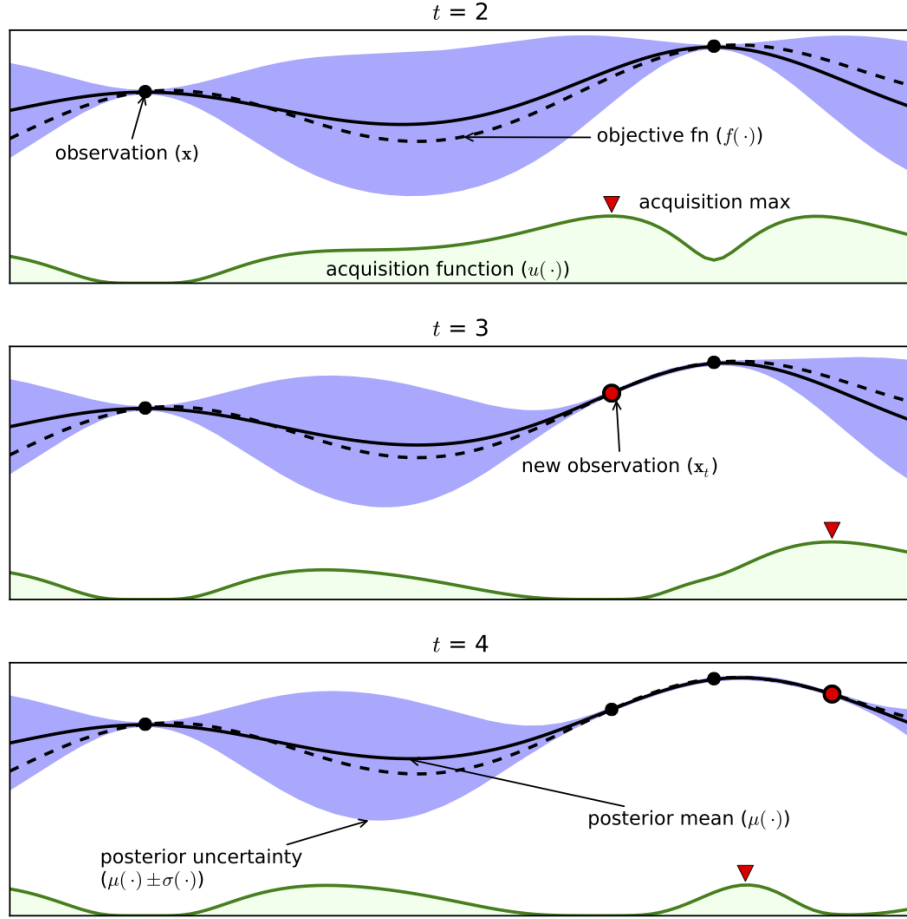 t = 2
observation (x)
objective fn (f(·))
acquisition max
acquisition function (u(·))
t = 3
new observation (xₜ)
t = 4
posterior mean (μ(·))
posterior uncertainty
(μ(·)±σ(·))